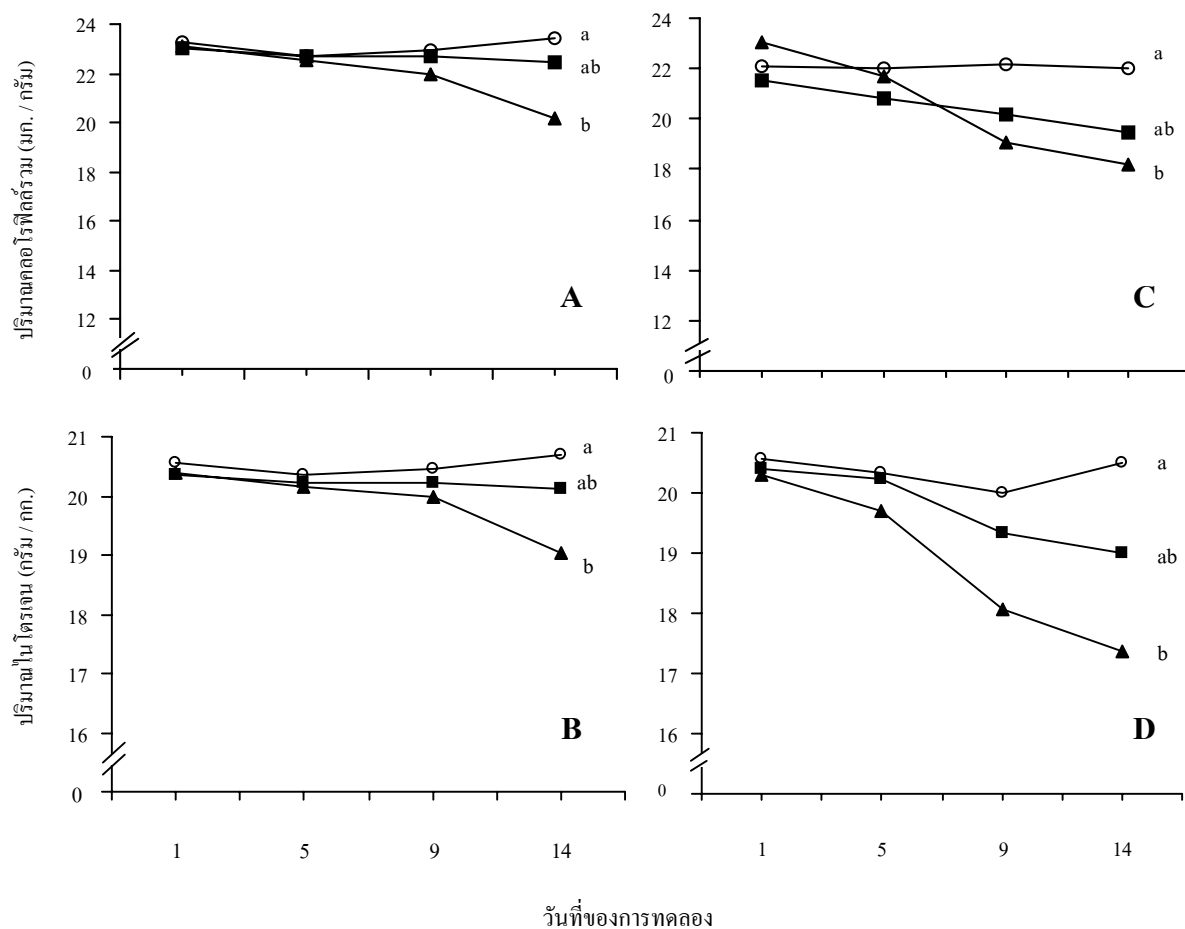 ปริมาณคลอโรฟิลล์รวม (มก. / กรัม)
24
22
20
18
16
14
12
0
a
ab
b
A
24
22
20
18
16
14
12
0
a
ab
b
C
ปริมาณไนโตรเจน (กรัม / กก.)
21
20
19
18
17
16
0
a
ab
b
B
1 5 9 14
21
20
19
18
17
16
0
a
ab
b
D
1 5 9 14
วันที่ของการทดลอง